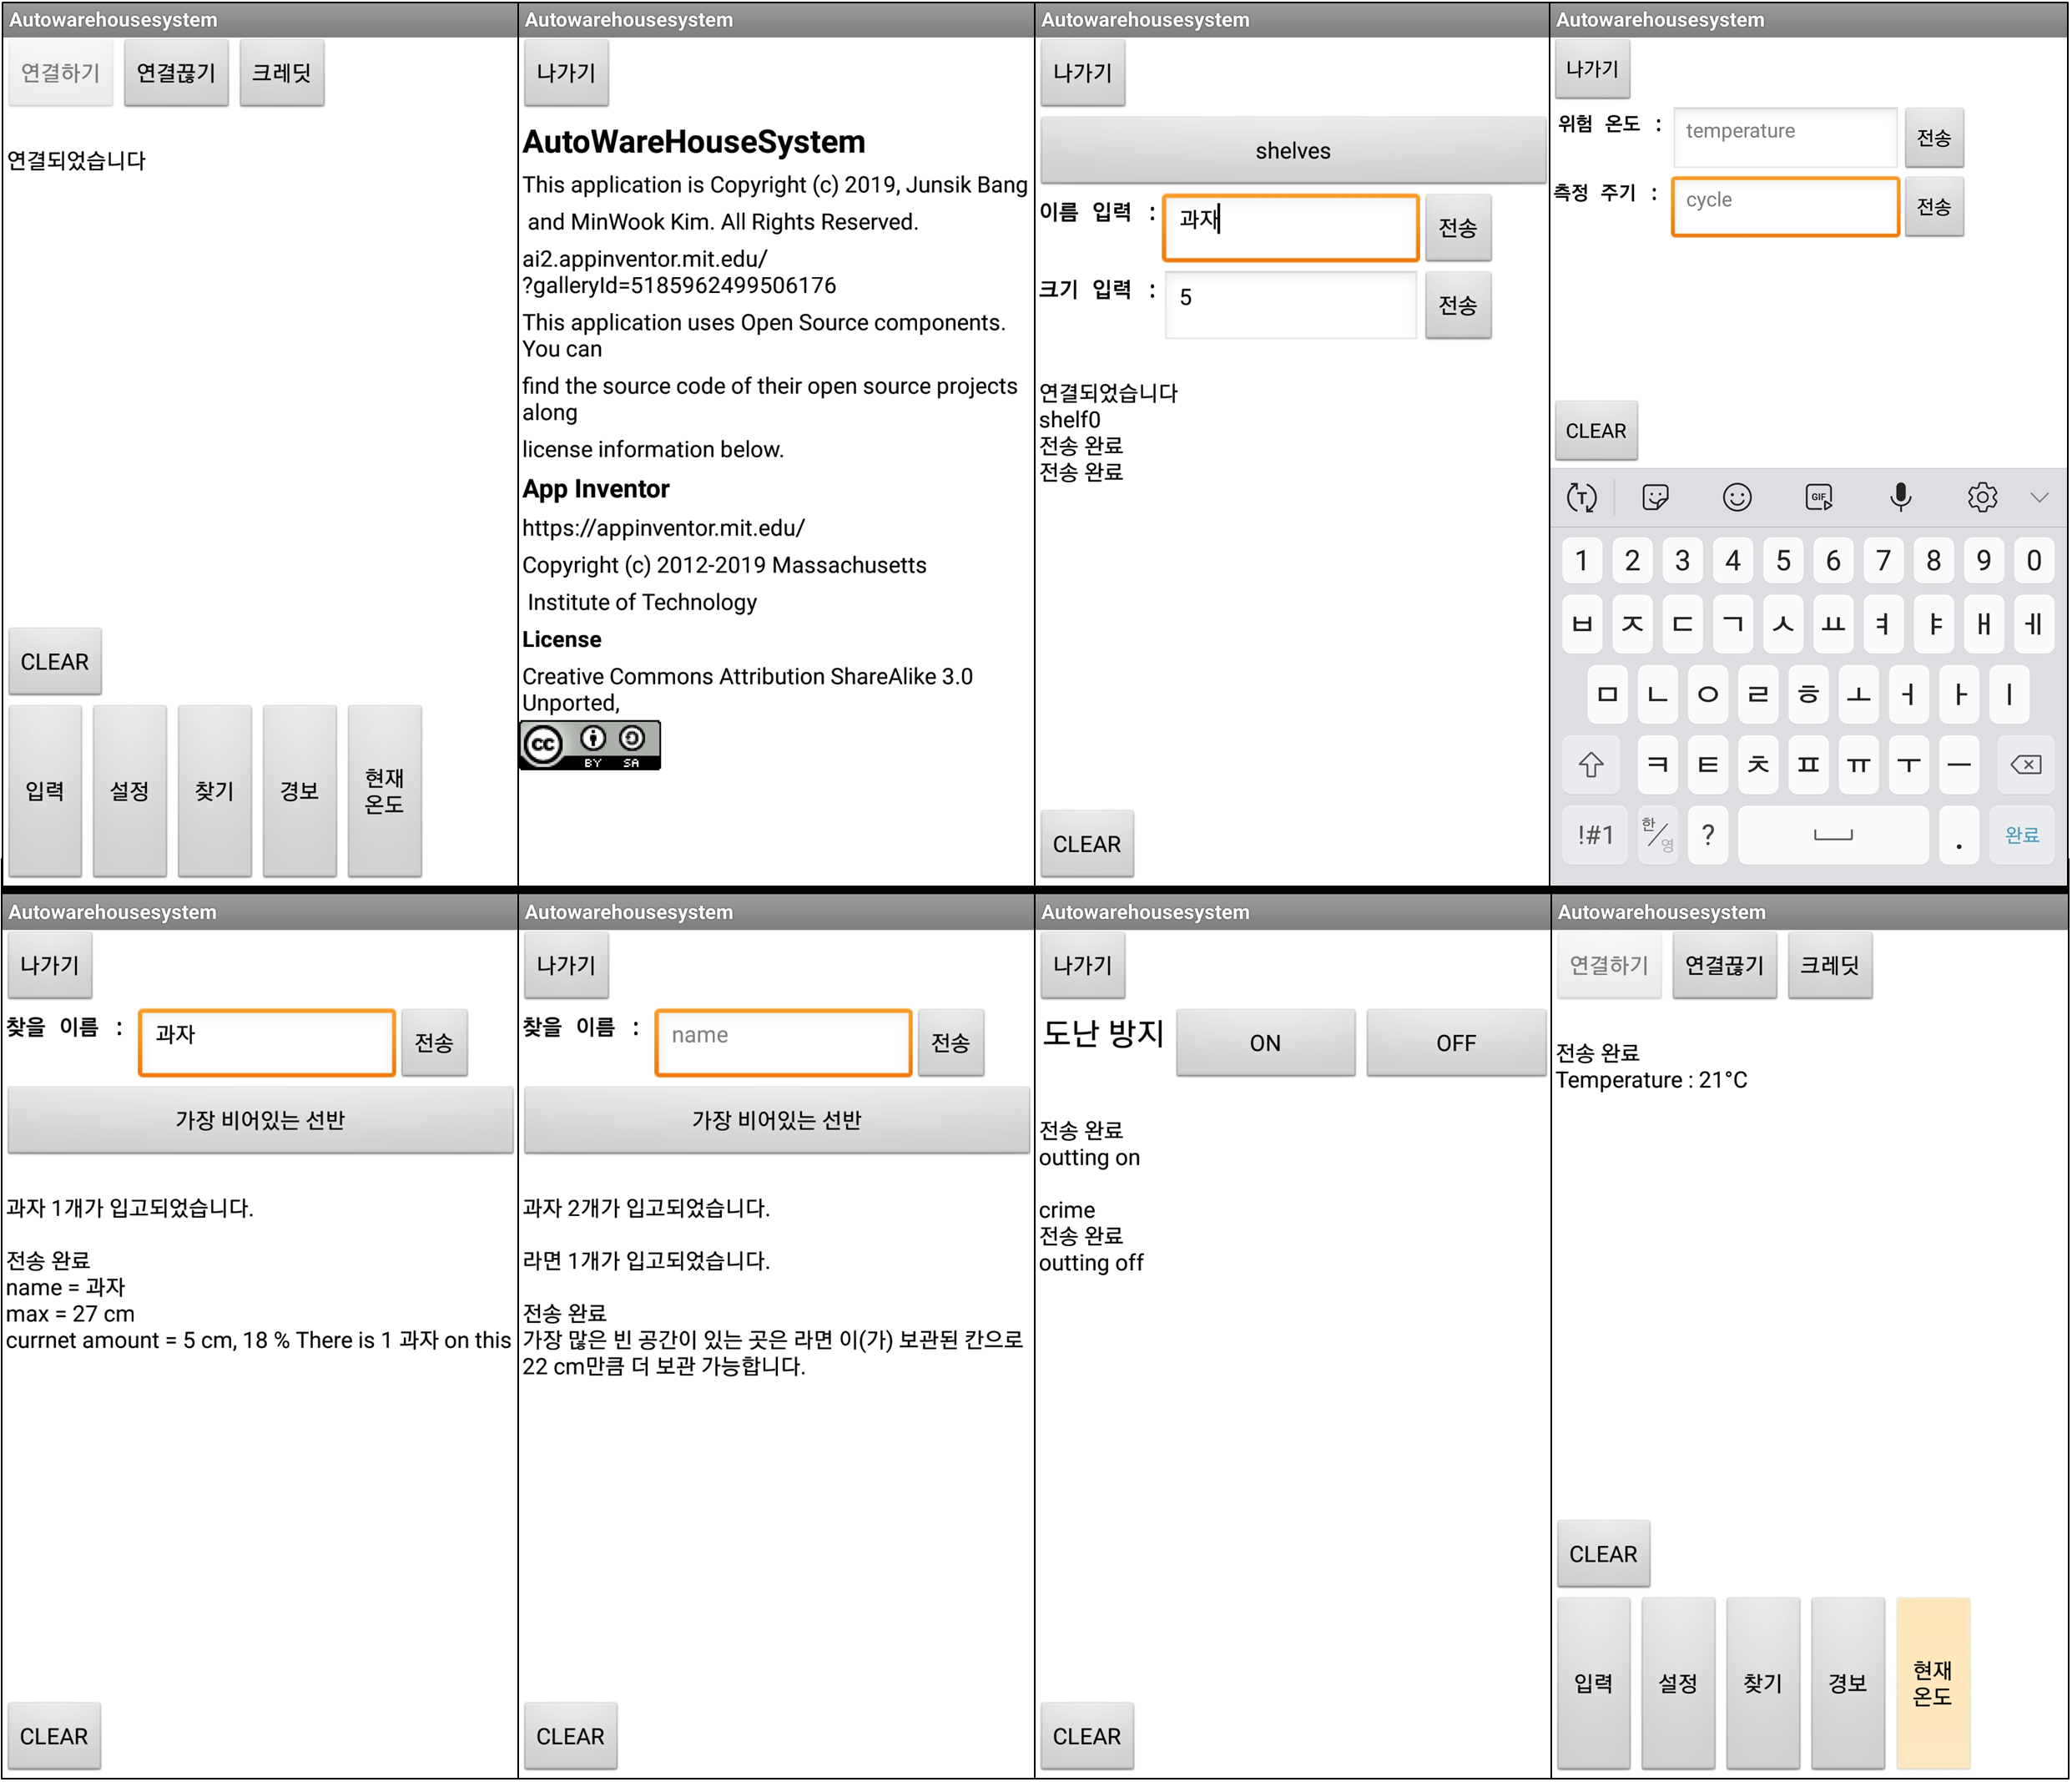 Autowarehousesystem
연결하기 연결끊기 크레딧
연결되었습니다
CLEAR
입력 설정 찾기 경보 현재
온도
Autowarehousesystem
나가기
AutoWareHouseSystem
This application is Copyright (c) 2019, Junsik Bang
and MinWook Kim. All Rights Reserved.
ai2.appinventor.mit.edu/
?galleryId=5185962499506176
This application uses Open Source components.
You can
find the source code of their open source projects
along
license information below.
App Inventor
https://appinventor.mit.edu/
Copyright (c) 2012-2019 Massachusetts
Institute of Technology
License
Creative Commons Attribution ShareAlike 3.0
Unported,
cc BY SA
Autowarehousesystem
나가기
shelves
이름 입력 : 과재 전송
크기 입력 : 5 전송
연결되었습니다
shelf0
전송 완료
전송 완료
CLEAR
Autowarehousesystem
나가기
위험 온도 : temperature 전송
측정 주기 : cycle 전송
CLEAR
T GIF
1 2 3 4 5 6 7 8 9 0
ㅂ ㅈ ㄷ ㄱ ㅅ ㅛ ㅕ ㅑ ㅐ ㅔ
ㅁ ㄴ ㅇ ㄹ ㅎ ㅗ ㅓ ㅏ ㅣ
ㅋ ㅌ ㅊ ㅍ ㅠ ㅜ ㅡ
!#1 한/영 ? . 완료
Autowarehousesystem
나가기
찾을 이름 : 과자 전송
가장 비어있는 선반
과자 1개가 입고되었습니다.
전송 완료
name = 과자
max = 27 cm
currnet amount = 5 cm, 18 % There is 1 과자 on this
CLEAR
Autowarehousesystem
나가기
찾을 이름 : name 전송
가장 비어있는 선반
과자 2개가 입고되었습니다.
라면 1개가 입고되었습니다.
전송 완료
가장 많은 빈 공간이 있는 곳은 라면 이(가) 보관된 칸으로
22 cm만큼 더 보관 가능합니다.
CLEAR
Autowarehousesystem
나가기
도난 방지 ON OFF
전송 완료
outting on
crime
전송 완료
outting off
CLEAR
Autowarehousesystem
연결하기 연결끊기 크레딧
전송 완료
Temperature : 21°C
CLEAR
입력 설정 찾기 경보 현재
온도